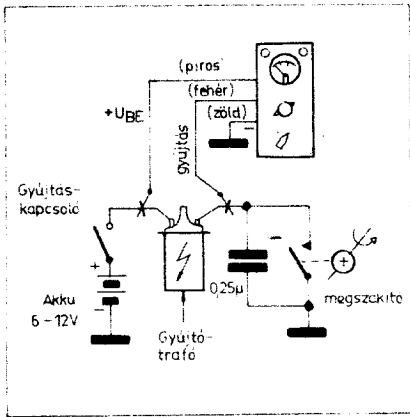 (piros)
(fehér)
(zöld)
−
+UBE
gyújtás
Gyújtás-
kapcsoló
+
−
Akku
6-12V
Gyújtó-
trafó
0,25µ
−
+
megszakító